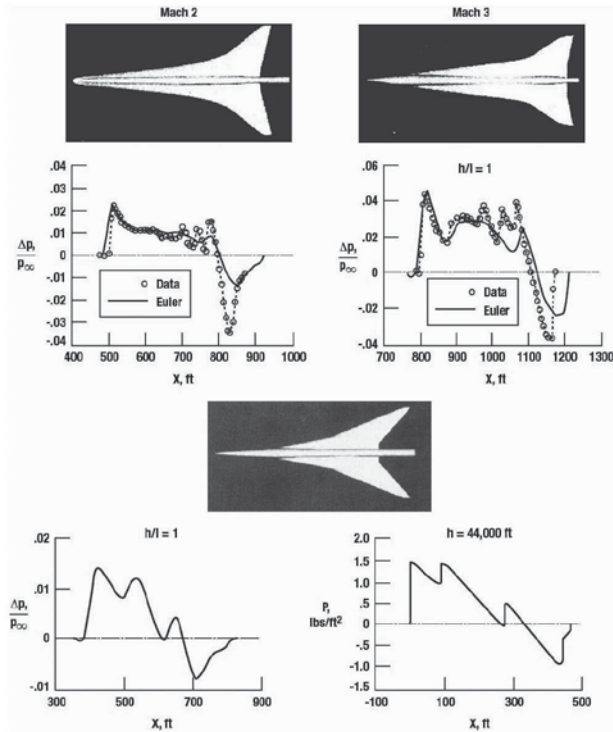 Mach 2
Mach 3
.04
.03
.02
.01
0
-.01
-.02
-.03
-.04
Δp,
p∞
Data
Euler
400 500 600 700 800 900 1000
X, ft
h/l = 1
.06
.04
.02
0
-.02
-.04
Δp,
p∞
Data
Euler
700 800 900 1000 1100 1200 1300
X, ft
h/l = 1
.02
.01
0
-.01
Δp,
p∞
300 500 700 900
X, ft
h = 44,000 ft
2.0
1.5
1.0
.5
0
-.5
-1.0
-1.5
P,
lbs/ft²
-100 100 300 500
X, ft